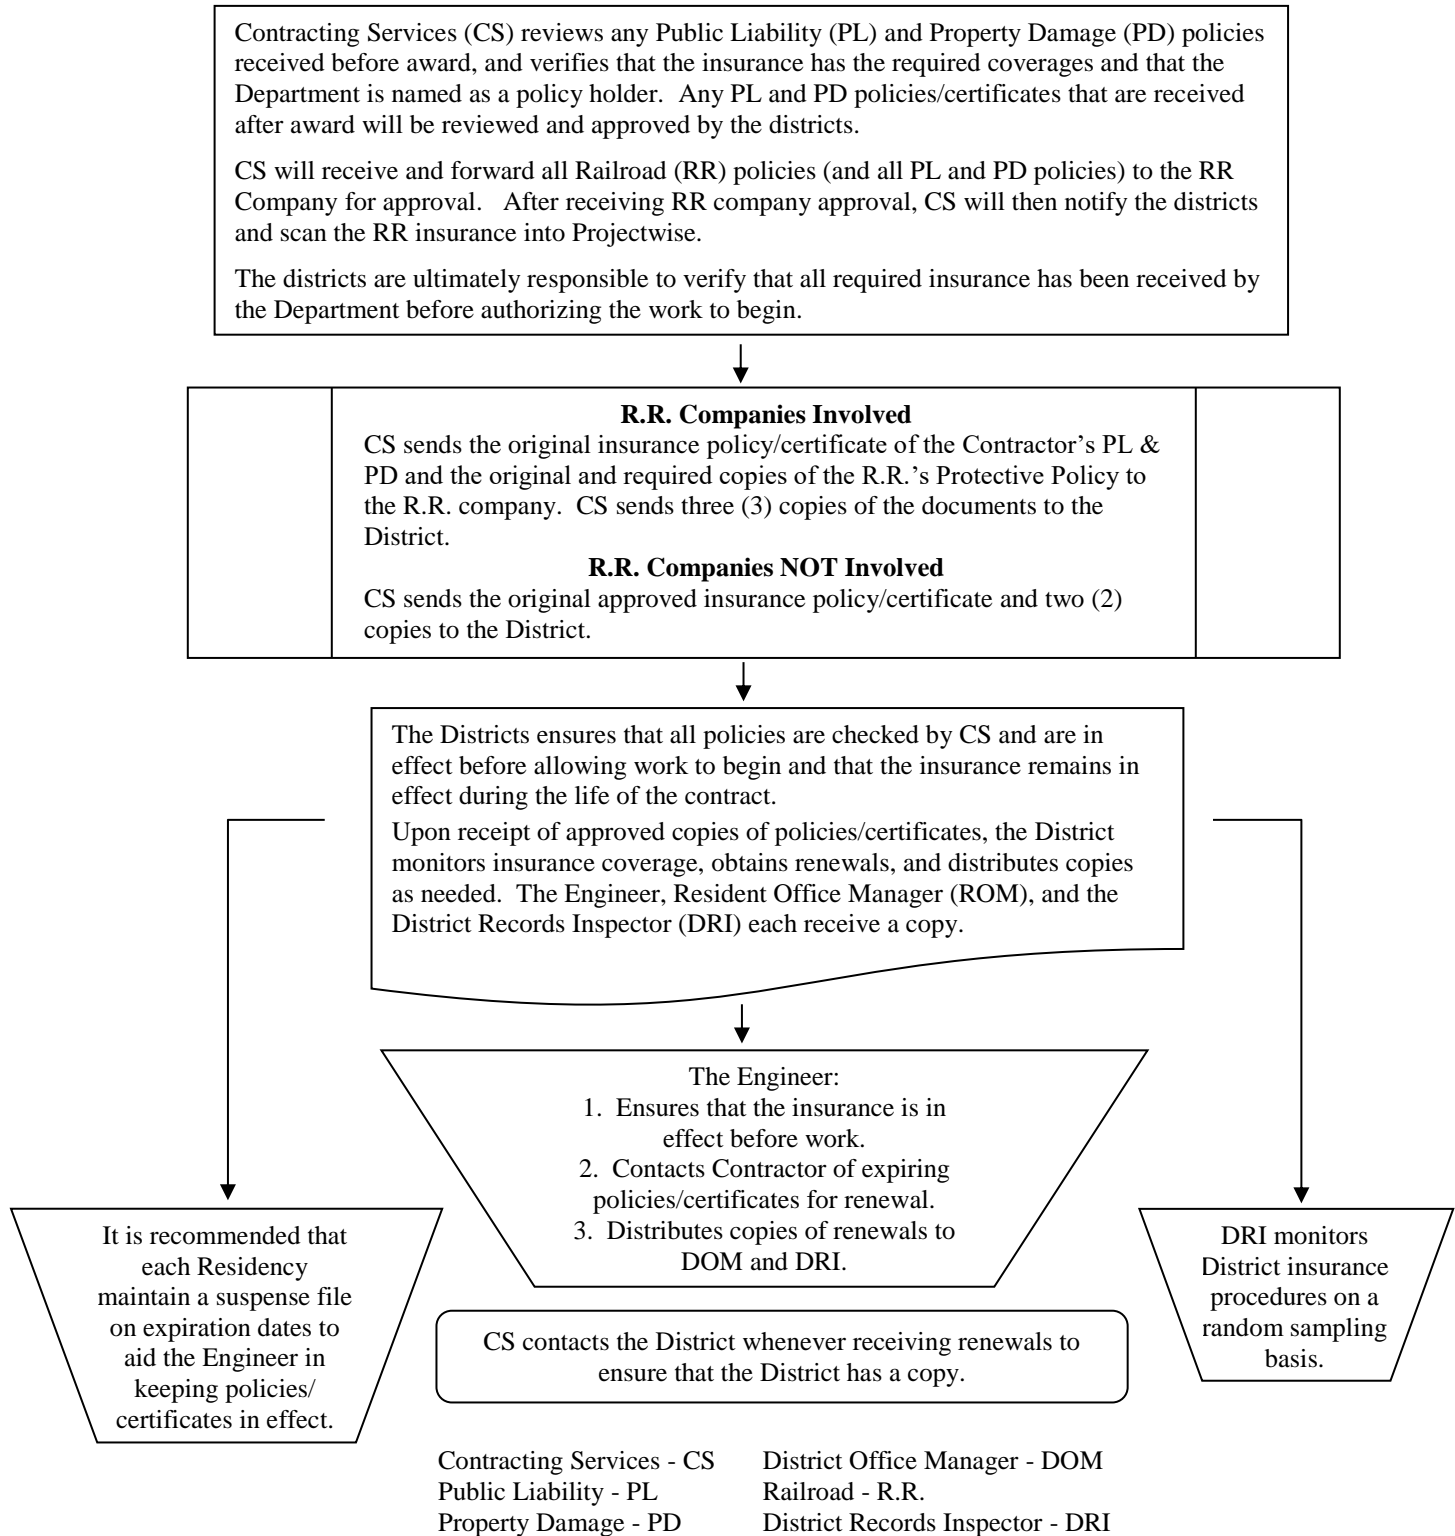 Contracting Services (CS) reviews any Public Liability (PL) and Property Damage (PD) policies
received before award, and verifies that the insurance has the required coverages and that the
Department is named as a policy holder.  Any PL and PD policies/certificates that are received
after award will be reviewed and approved by the districts.
CS will receive and forward all Railroad (RR) policies (and all PL and PD policies) to the RR
Company for approval.   After receiving RR company approval, CS will then notify the districts
and scan the RR insurance into Projectwise.
The districts are ultimately responsible to verify that all required insurance has been received by
the Department before authorizing the work to begin.
R.R. Companies Involved
CS sends the original insurance policy/certificate of the Contractor’s PL &
PD and the original and required copies of the R.R.’s Protective Policy to
the R.R. company.  CS sends three (3) copies of the documents to the
District.
R.R. Companies NOT Involved
CS sends the original approved insurance policy/certificate and two (2)
copies to the District.
The Districts ensures that all policies are checked by CS and are in
effect before allowing work to begin and that the insurance remains in
effect during the life of the contract.
Upon receipt of approved copies of policies/certificates, the District
monitors insurance coverage, obtains renewals, and distributes copies
as needed.  The Engineer, Resident Office Manager (ROM), and the
District Records Inspector (DRI) each receive a copy.
The Engineer:
1.  Ensures that the insurance is in
effect before work.
2.  Contacts Contractor of expiring
policies/certificates for renewal.
3.  Distributes copies of renewals to
DOM and DRI.
It is recommended that
each Residency
maintain a suspense file
on expiration dates to
aid the Engineer in
keeping policies/
certificates in effect.
DRI monitors
District insurance
procedures on a
random sampling
basis.
CS contacts the District whenever receiving renewals to
ensure that the District has a copy.
Contracting Services - CS
Public Liability - PL
Property Damage - PD
District Office Manager - DOM
Railroad - R.R.
District Records Inspector - DRI